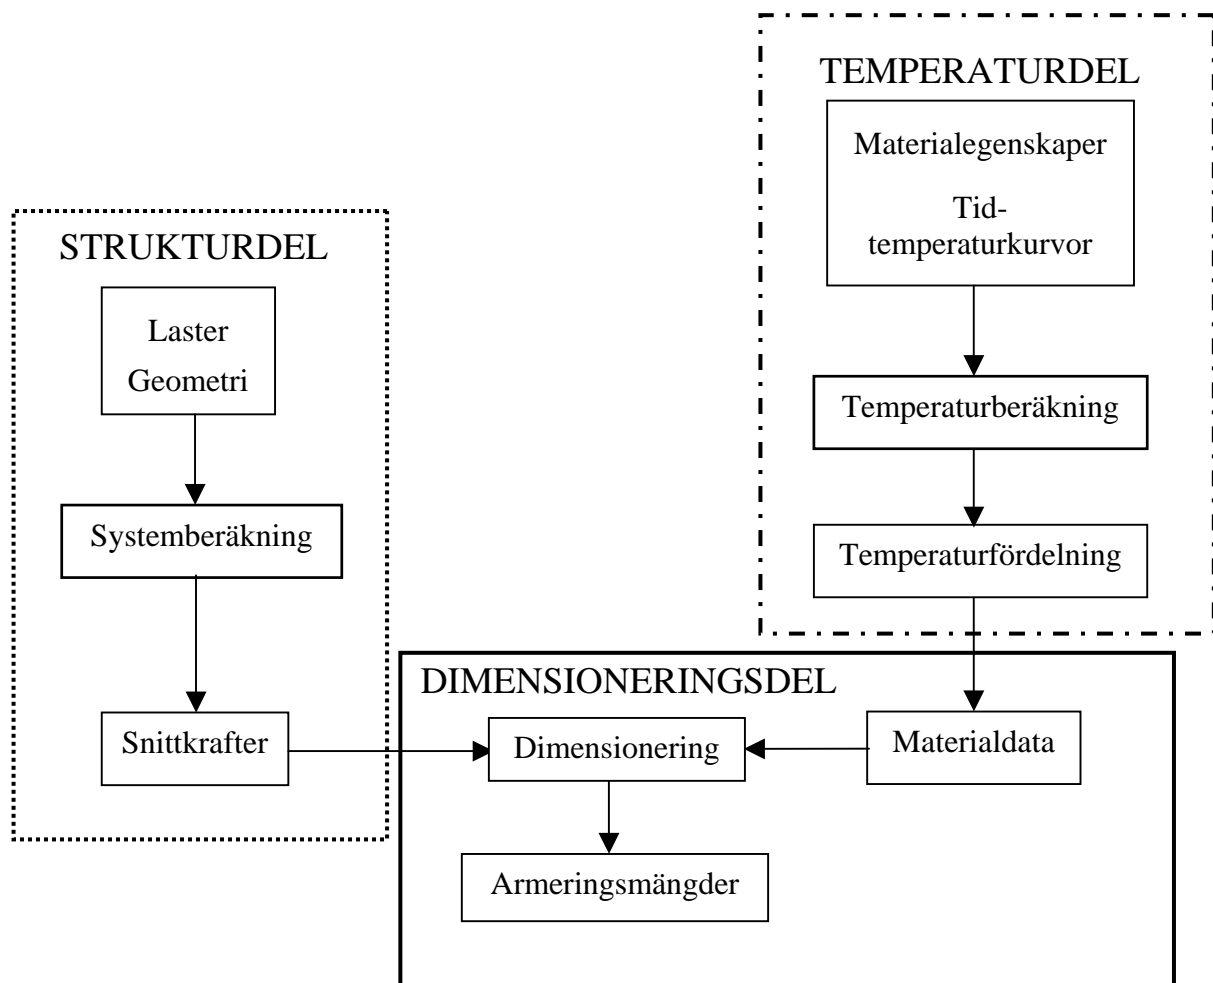 TEMPERATURDEL
Materialegenskaper
Tid-
temperaturkurvor
STRUKTURDEL
Laster
Geometri
Temperaturberäkning
Systemberäkning
Temperaturfördelning
DIMENSIONERINGSDEL
Snittkrafter
Dimensionering
Materialdata
Armeringsmängder